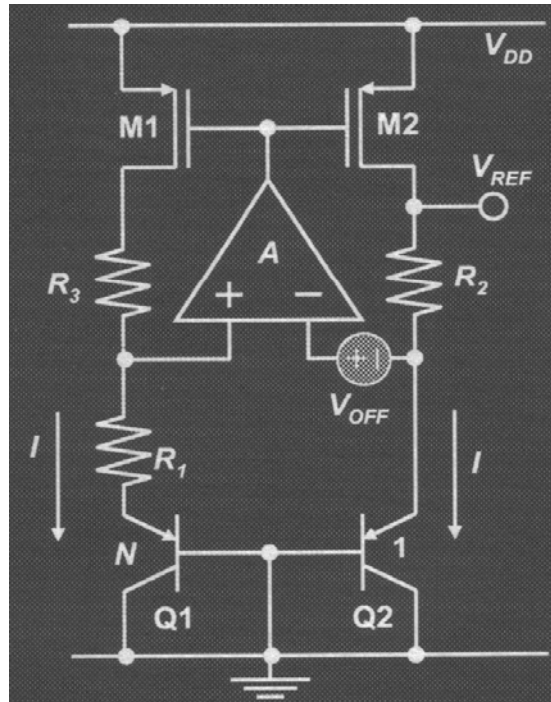 V_DD
M1
M2
V_REF
A
R_3
R_2
+ −
+ −
V_OFF
I
R_1
I
N
1
Q1
Q2